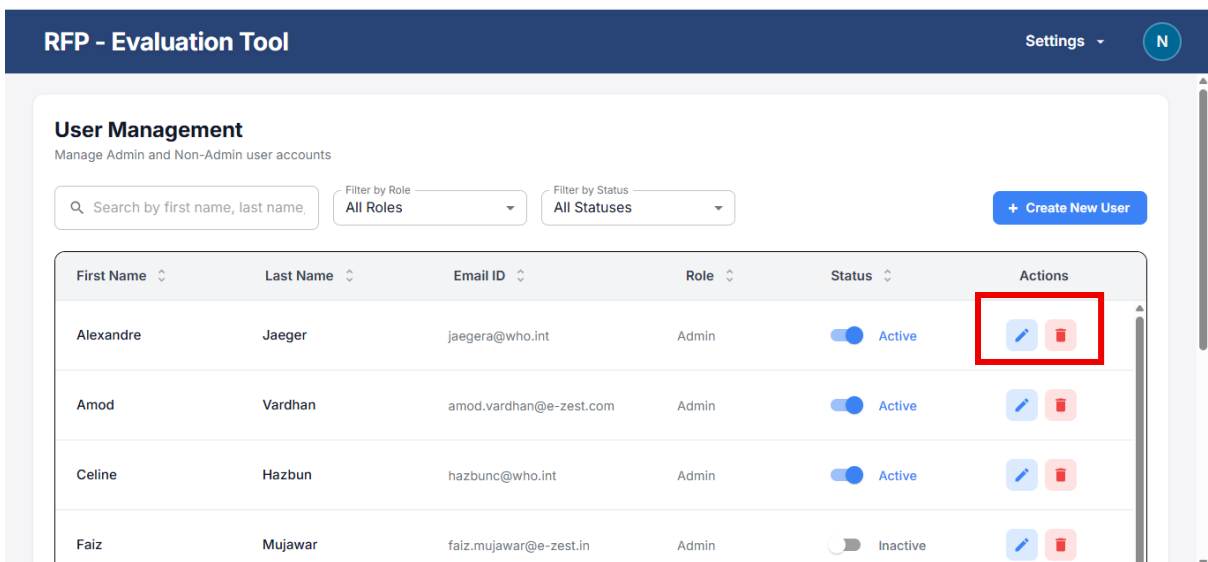 RFP - Evaluation Tool
Settings
N
User Management
Manage Admin and Non-Admin user accounts
Search by first name, last name,
Filter by Role
All Roles
Filter by Status
All Statuses
+ Create New User
First Name Last Name Email ID Role Status Actions
Alexandre Jaeger jaegera@who.int Admin Active
Amod Vardhan amod.vardhan@e-zest.com Admin Active
Celine Hazbun hazbunc@who.int Admin Active
Faiz Mujawar faiz.mujawar@e-zest.in Admin Inactive